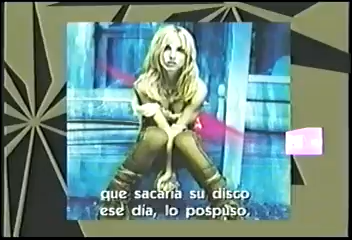 que sacaría su disco
ese día, lo pospuso.